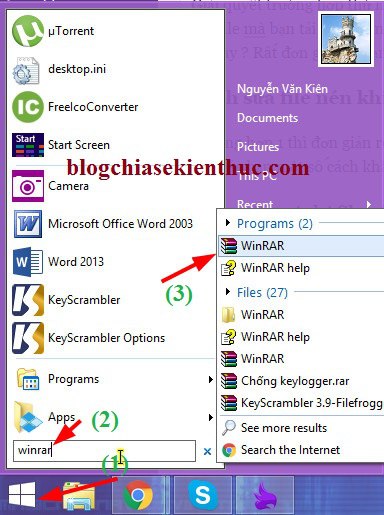 µTorrent
desktop.ini
FreeIcoConverter
Start Screen
Camera
Microsoft Office Word 2003
Word 2013
KeyScrambler
KeyScrambler Options
Programs
Apps
winrar
Nguyễn Văn Kiên
Documents
Pictures
This PC
Recent
blogchiasekienthuc.com
Programs (2)
WinRAR
WinRAR help
Files (27)
WinRAR
WinRAR help
WinRAR
Chống keylogger.rar
KeyScrambler 3.9-Filefrogg
See more results
Search the Internet
(3)
(2)
(1)